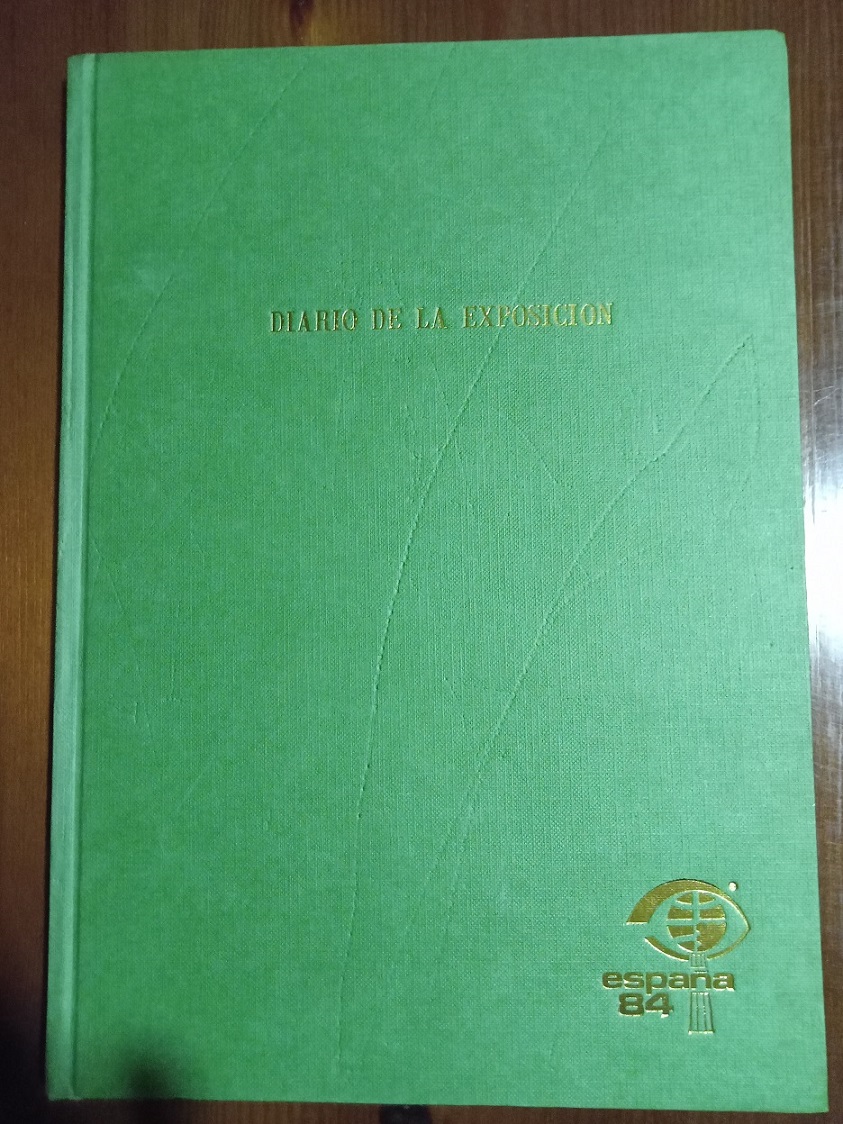 DIARIO DE LA EXPOSICION
españa
84